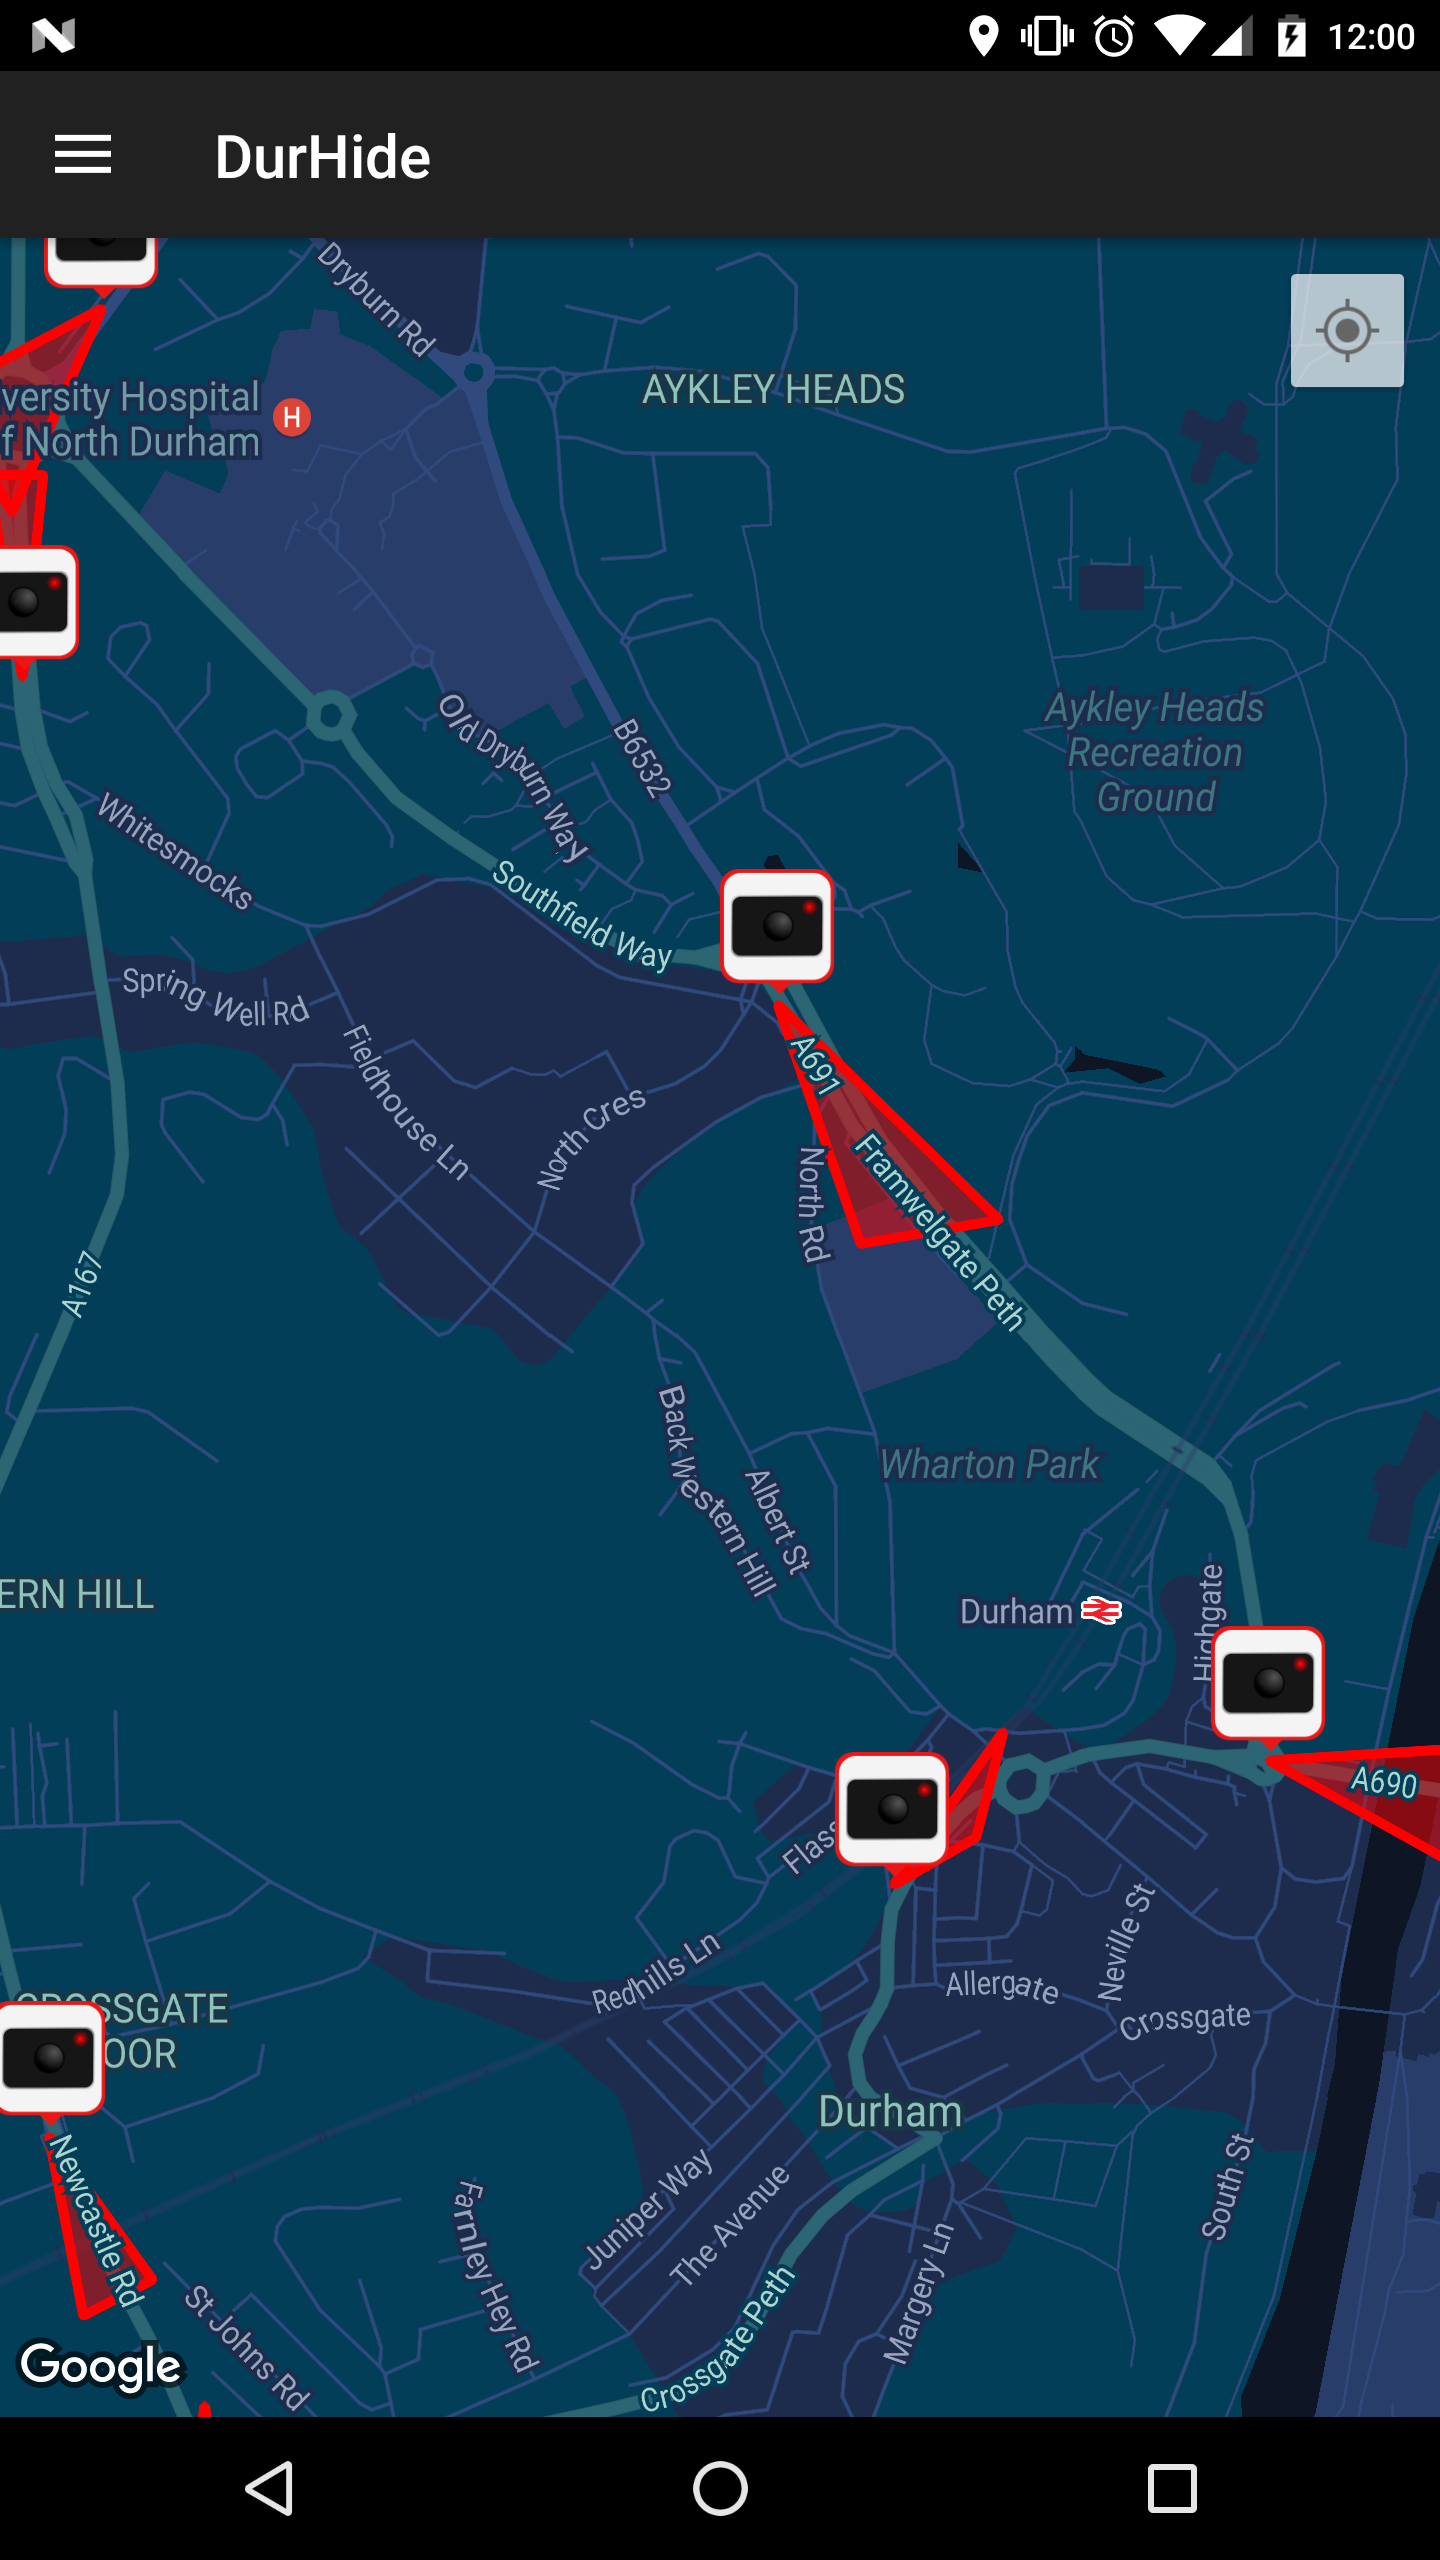 12:00
DurHide
Dryburn Rd
AYKLEY HEADS
versity Hospital
f North Durham
H
Old Dryburn Way
B6532
Aykley Heads
Recreation
Ground
Whitesmocks
Southfield Way
Spring Well Rd
Fieldhouse Ln
North Cres
A691
Framwelgate Peth
North Rd
A167
Back Western Hill
Albert St
Wharton Park
ERN HILL
Durham
Highgate
A690
Flass
Neville St
Redhills Ln
Allergate
Crossgate
CROSSGATE
OOR
Durham
Newcastle Rd
Juniper Way
The Avenue
South St
Farnley Hey Rd
Margery Ln
St Johns Rd
Crossgate Peth
Google